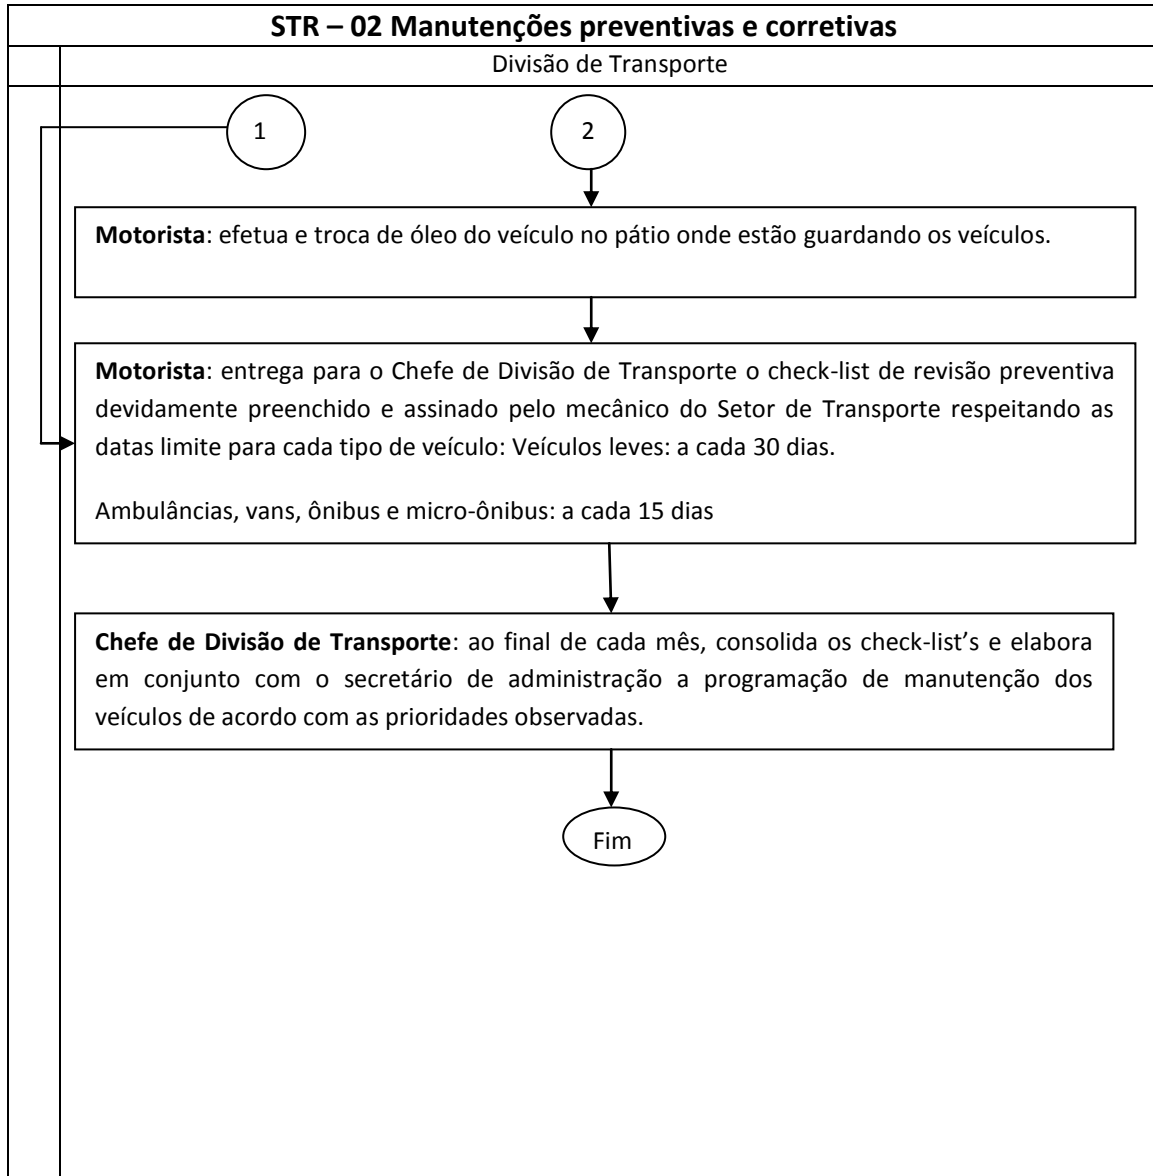 STR – 02 Manutenções preventivas e corretivas
Divisão de Transporte
1
2
Motorista: efetua e troca de óleo do veículo no pátio onde estão guardando os veículos.
Motorista: entrega para o Chefe de Divisão de Transporte o check-list de revisão preventiva
devidamente preenchido e assinado pelo mecânico do Setor de Transporte respeitando as
datas limite para cada tipo de veículo: Veículos leves: a cada 30 dias.
Ambulâncias, vans, ônibus e micro-ônibus: a cada 15 dias
Chefe de Divisão de Transporte: ao final de cada mês, consolida os check-list’s e elabora
em conjunto com o secretário de administração a programação de manutenção dos
veículos de acordo com as prioridades observadas.
Fim